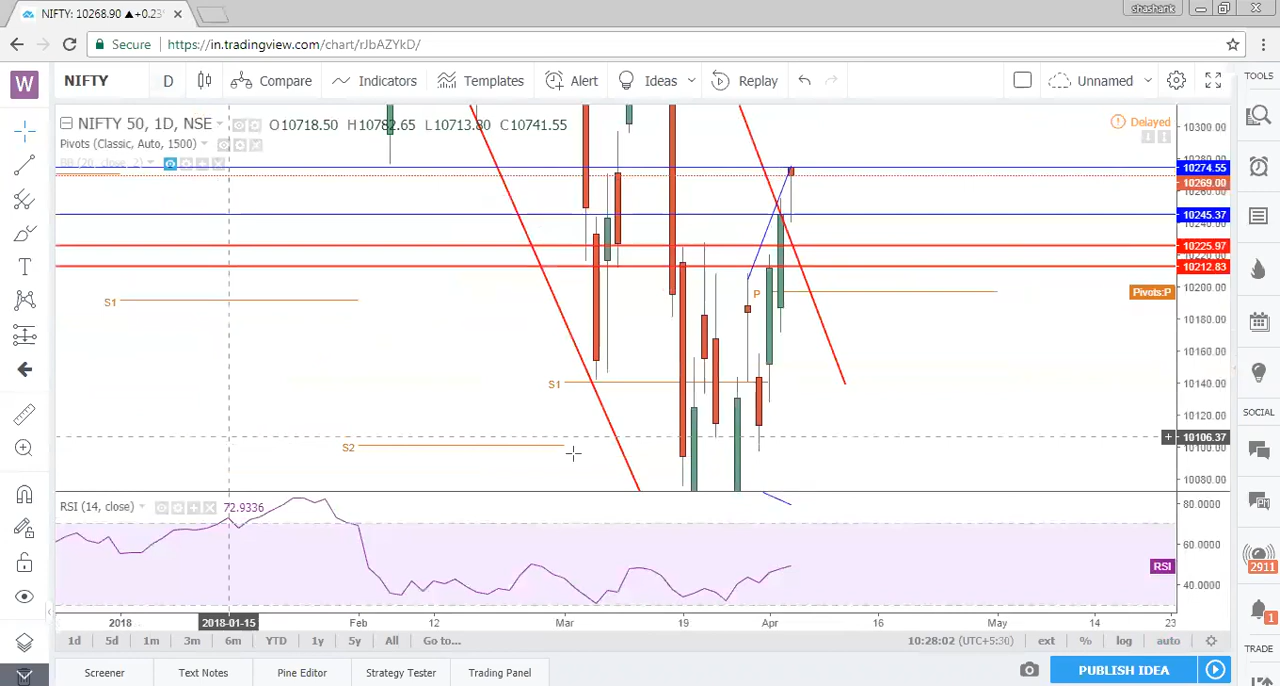 NIFTY: 10268.90 ▲+0.23
shashank
Secure https://in.tradingview.com/chart/rJbAZYkD/
W NIFTY D Compare Indicators Templates Alert Ideas Replay Unnamed TOOLS
NIFTY 50, 1D, NSE O10718.50 H10782.65 L10713.80 C10741.55
Delayed
Pivots (Classic, Auto, 1500)
BB (20, close, 2)
10300.00
10274.55
10269.00
10245.37
10225.97
10212.83
10200.00
10180.00
10160.00
10140.00
10120.00
10106.37
10100.00
10080.00
P
Pivots:P
S1
S1
S2
SOCIAL
RSI (14, close) 72.9336
80.0000
60.0000
RSI
40.0000
2911
1
2018 2018-01-15 Feb 12 Mar 19 Apr 16 May 14 23
1d 5d 1m 3m 6m YTD 1y 5y All Go to... 10:28:02 (UTC+5:30) ext % log auto
TRADE
Screener Text Notes Pine Editor Strategy Tester Trading Panel PUBLISH IDEA